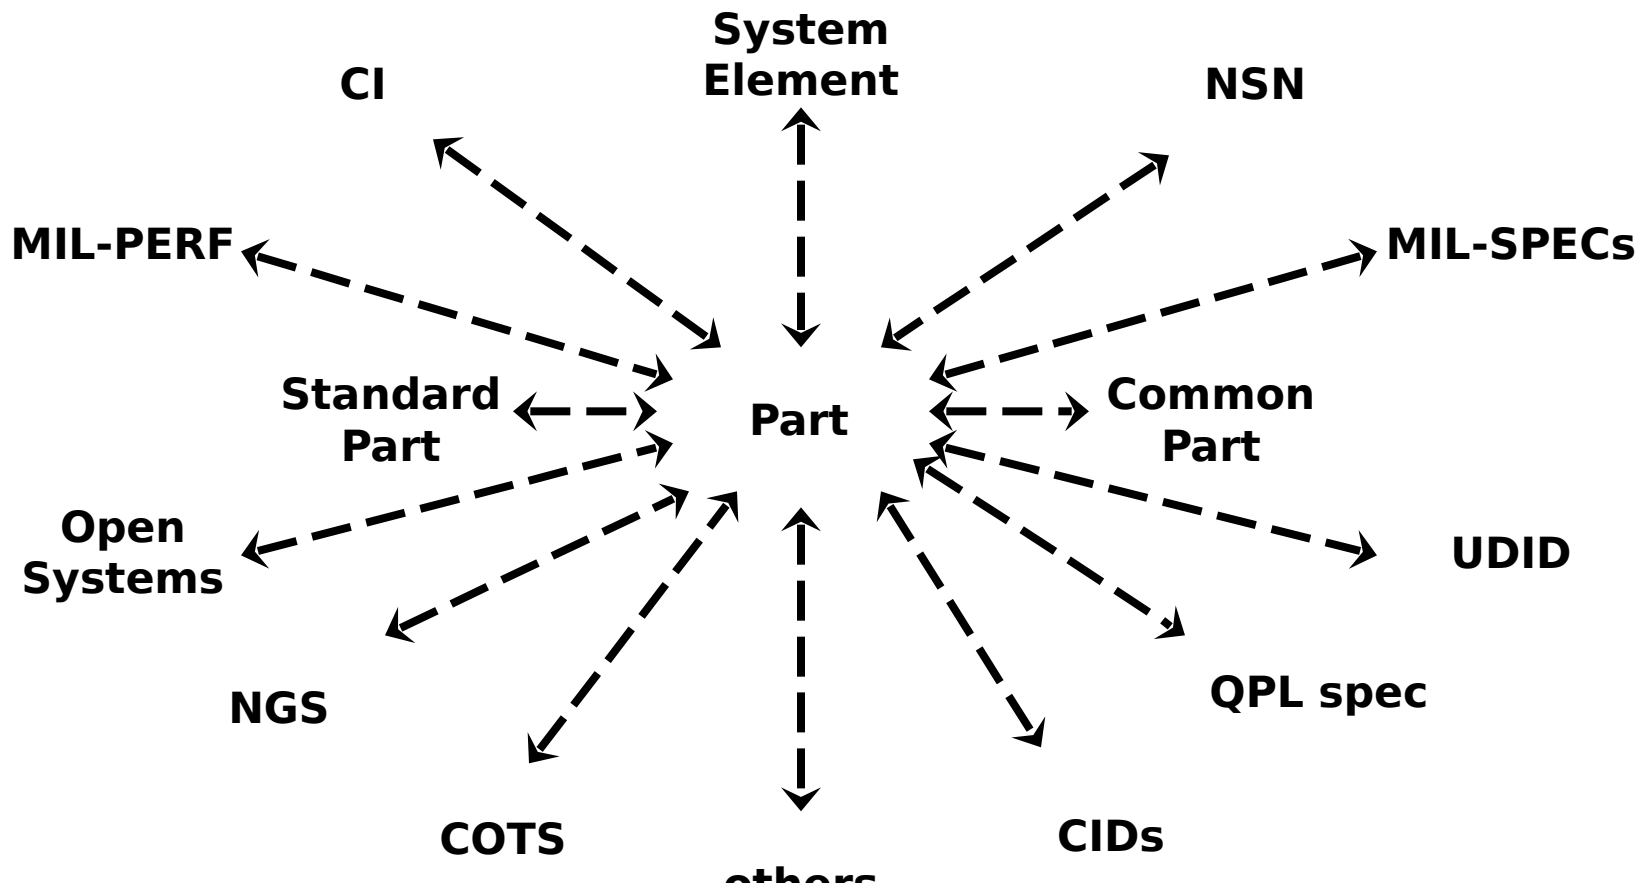 System
Element
CI
NSN
MIL-PERF
MIL-SPECs
Standard
Part
Part
Common
Part
Open
Systems
UDID
NGS
QPL spec
COTS
CIDs
others